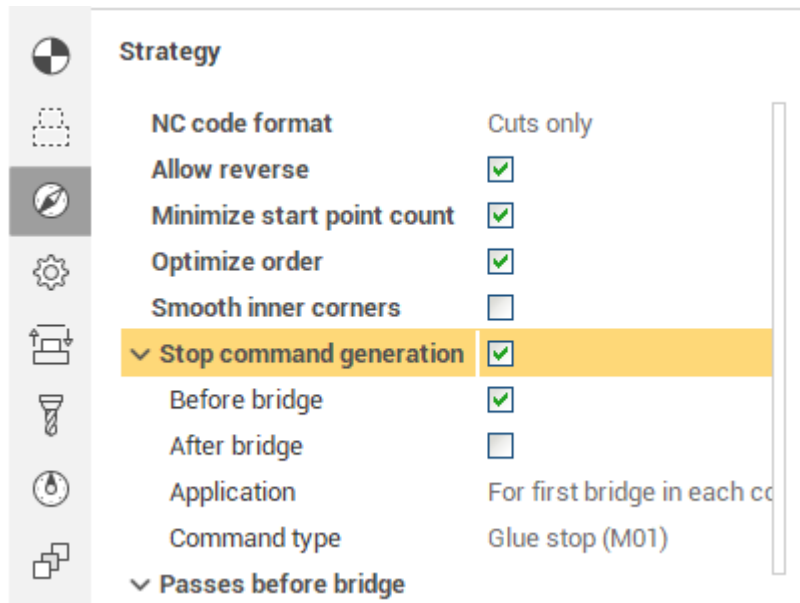 Strategy
NC code format Cuts only
Allow reverse
Minimize start point count
Optimize order
Smooth inner corners
Stop command generation
Before bridge
After bridge
Application For first bridge in each
Command type Glue stop (M01)
Passes before bridge